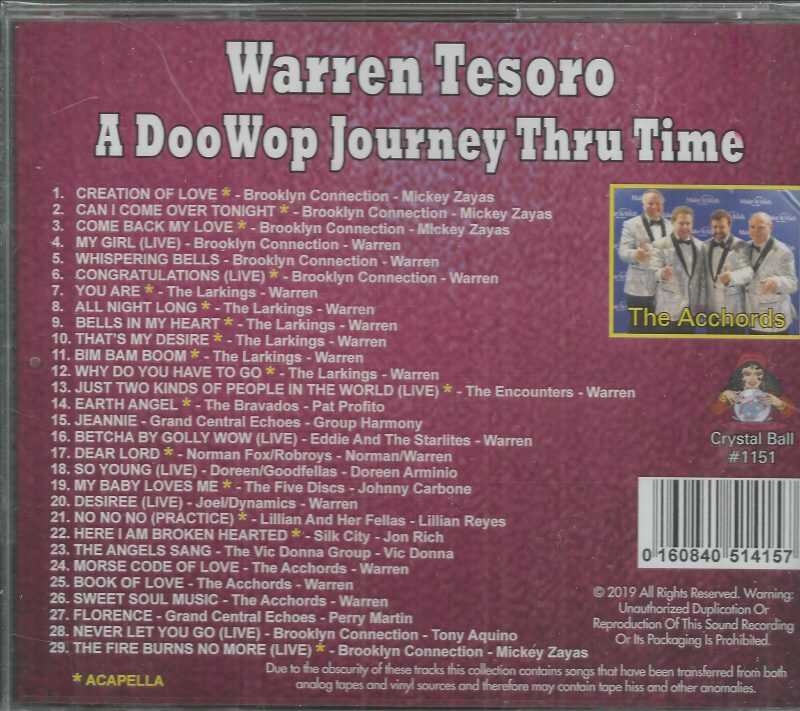 Warren Tesoro
A DooWop Journey Thru Time
1. CREATION OF LOVE * - Brooklyn Connection - Mickey Zayas
2. CAN I COME OVER TONIGHT * - Brooklyn Connection - Mickey Zayas
3. COME BACK MY LOVE * - Brooklyn Connection - MIckey Zayas
4. MY GIRL (LIVE) - Brooklyn Connection - Warren
5. WHISPERING BELLS - Brooklyn Connection - Warren
6. CONGRATULATIONS (LIVE) * - Brooklyn Connection - Warren
7. YOU ARE * - The Larkings - Warren
8. ALL NIGHT LONG * - The Larkings - Warren
9. BELLS IN MY HEART * - The Larkings - Warren
10. THAT'S MY DESIRE * - The Larkings - Warren
11. BIM BAM BOOM * - The Larkings - Warren
12. WHY DO YOU HAVE TO GO * - The Larkings - Warren
13. JUST TWO KINDS OF PEOPLE IN THE WORLD (LIVE) * - The Encounters - Warren
14. EARTH ANGEL * - The Bravados - Pat Profito
15. JEANNIE - Grand Central Echoes - Group Harmony
16. BETCHA BY GOLLY WOW (LIVE) - Eddie And The Starlites - Warren
17. DEAR LORD * - Norman Fox/Robroys - Norman/Warren
18. SO YOUNG (LIVE) - Doreen/Goodfellas - Doreen Arminio
19. MY BABY LOVES ME * - The Five Discs - Johnny Carbone
20. DESIREE (LIVE) - Joel/Dynamics - Warren
21. NO NO NO (PRACTICE) * - Lillian And Her Fellas - Lillian Reyes
22. HERE I AM BROKEN HEARTED * - Silk City - Jon Rich
23. THE ANGELS SANG - The Vic Donna Group - Vic Donna
24. MORSE CODE OF LOVE - The Acchords - Warren
25. BOOK OF LOVE - The Acchords - Warren
26. SWEET SOUL MUSIC - The Acchords - Warren
27. FLORENCE - Grand Central Echoes - Perry Martin
28. NEVER LET YOU GO (LIVE) - Brooklyn Connection - Tony Aquino
29. THE FIRE BURNS NO MORE (LIVE) * - Brooklyn Connection - Mickey Zayas
* ACAPELLA
The Acchords
Crystal Ball
#1151
0 160840 514157
© 2019 All Rights Reserved. Warning:
Unauthorized Duplication Or
Reproduction Of This Sound Recording
Or Its Packaging Is Prohibited.
Due to the obscurity of these tracks this collection contains songs that have been transferred from both
analog tapes and vinyl sources and therefore may contain tape hiss and other anomalies.